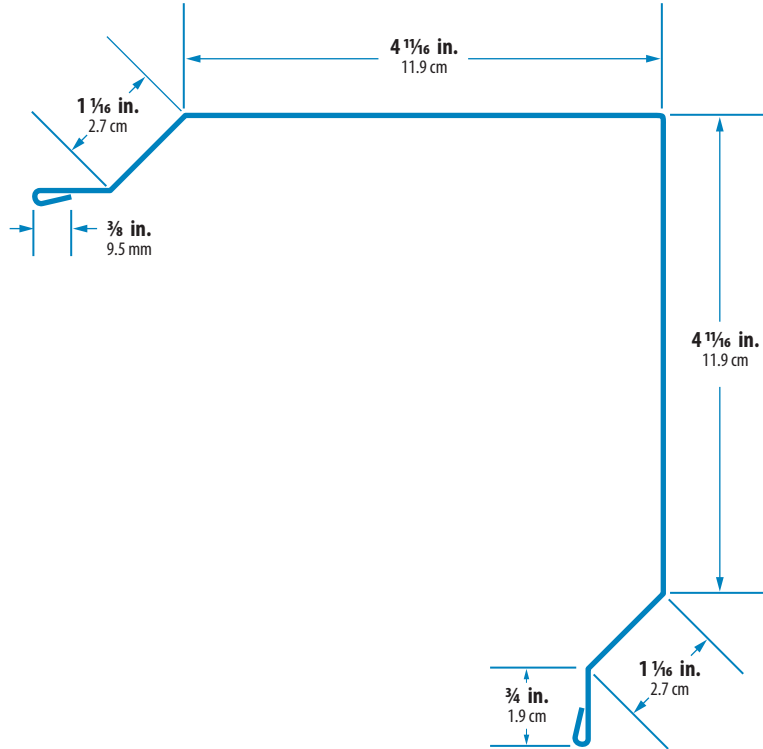 4 11⁄16 in.
11.9 cm
1 1⁄16 in.
2.7 cm
3⁄8 in.
9.5 mm
4 11⁄16 in.
11.9 cm
1 1⁄16 in.
2.7 cm
3⁄4 in.
1.9 cm